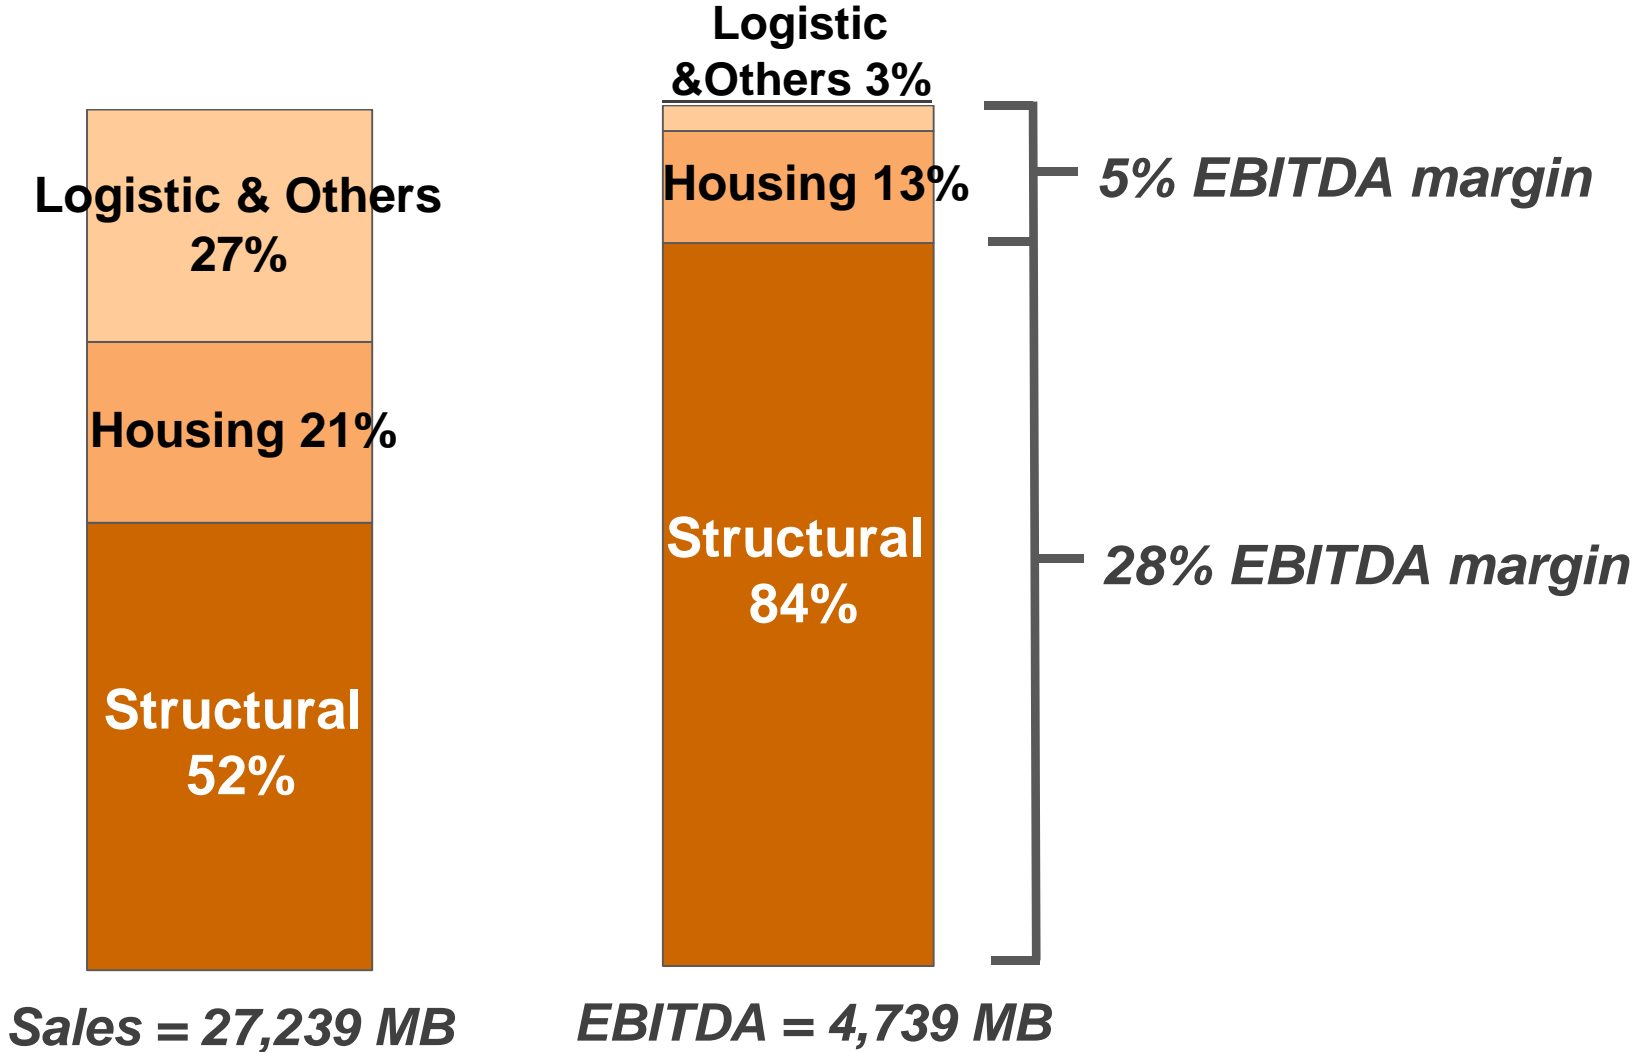 Logistic
&Others 3%
Logistic & Others
27%
Housing 13%
5% EBITDA margin
Housing 21%
Structural
84%
28% EBITDA margin
Structural
52%
Sales = 27,239 MB
EBITDA = 4,739 MB